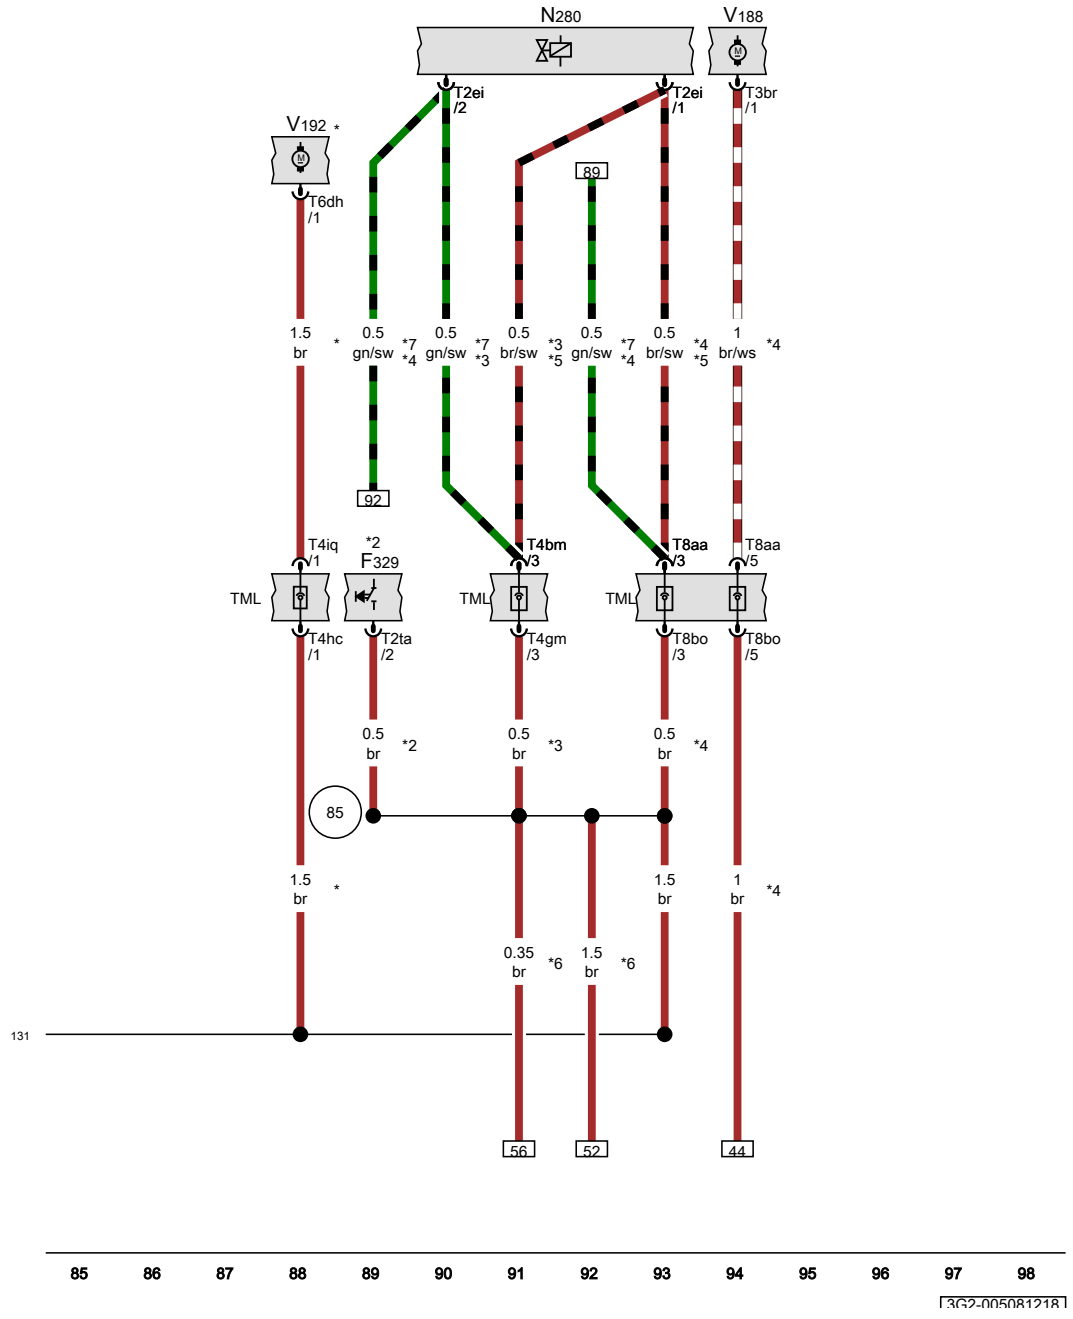 N280
V188
T2ei
/2
T2ei
/1
T3br
/1
V192 *
T6dh
/1
89
1.5
br
*
0.5
gn/sw
*7
*4
0.5
gn/sw
*7
*3
0.5
br/sw
*3
*5
0.5
gn/sw
*7
*4
0.5
br/sw
*4
*5
1
br/ws
*4
92
*2
F329
T4iq
/1
T4bm
/3
T8aa
/3
T8aa
/5
TML
M
TML
TML
T4hc
/1
T2ta
/2
T4gm
/3
T8bo
/3
T8bo
/5
0.5
br
*2
0.5
br
*3
0.5
br
*4
85
1.5
br
*
1.5
br
1
br
*4
0.35
br
*6
1.5
br
*6
131
56
52
44
85 86 87 88 89 90 91 92 93 94 95 96 97 98
3G2-005081218